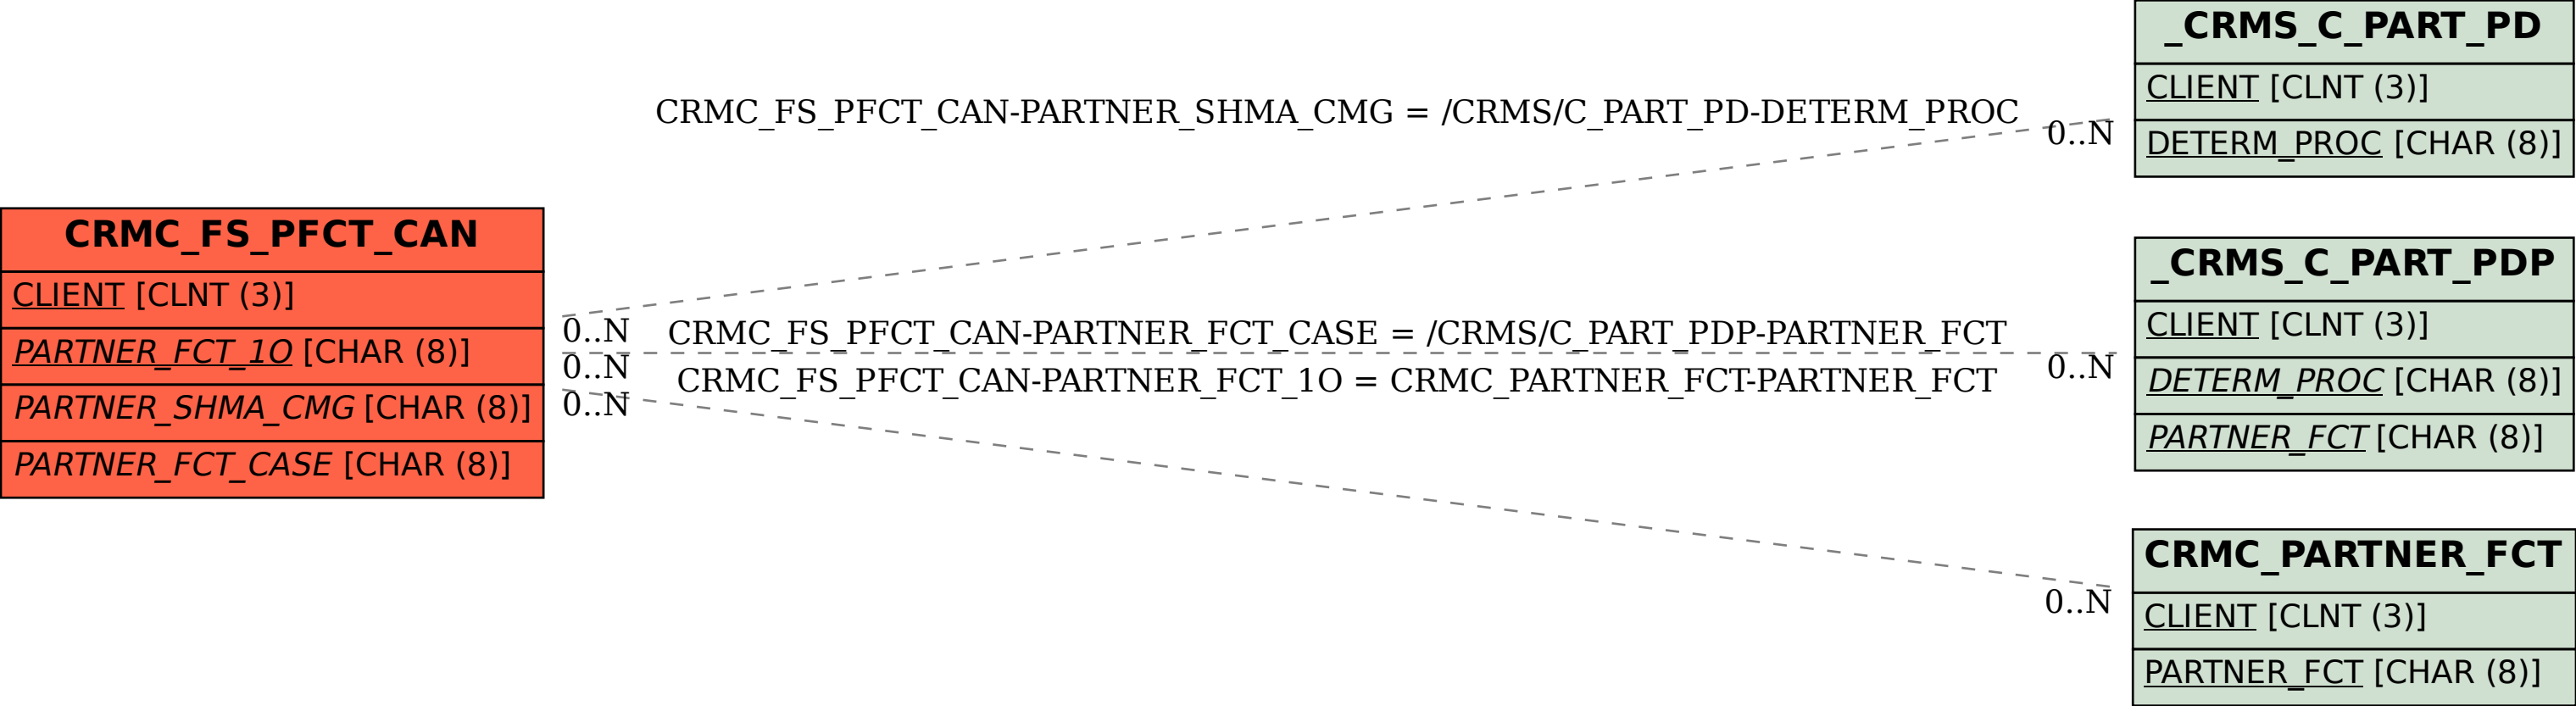 _CRMS_C_PART_PD
CLIENT [CLNT (3)]
DETERM_PROC [CHAR (8)]
CRMC_FS_PFCT_CAN-PARTNER_SHMA_CMG = /CRMS/C_PART_PD-DETERM_PROC
0..N
CRMC_FS_PFCT_CAN
CLIENT [CLNT (3)]
PARTNER_FCT_1O [CHAR (8)]
PARTNER_SHMA_CMG [CHAR (8)]
PARTNER_FCT_CASE [CHAR (8)]
0..N
CRMC_FS_PFCT_CAN-PARTNER_FCT_CASE = /CRMS/C_PART_PDP-PARTNER_FCT
0..N
0..N
CRMC_FS_PFCT_CAN-PARTNER_FCT_1O = CRMC_PARTNER_FCT-PARTNER_FCT
0..N
_CRMS_C_PART_PDP
CLIENT [CLNT (3)]
DETERM_PROC [CHAR (8)]
PARTNER_FCT [CHAR (8)]
0..N
CRMC_PARTNER_FCT
CLIENT [CLNT (3)]
PARTNER_FCT [CHAR (8)]